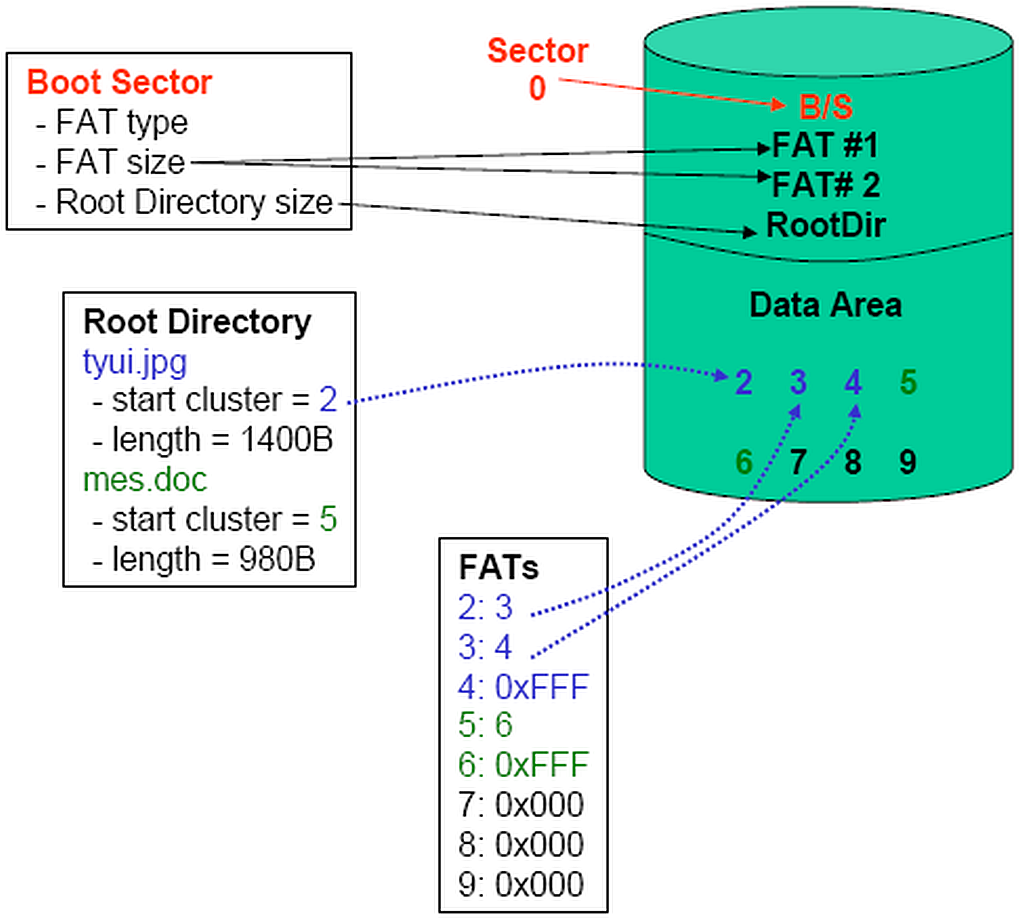 Boot Sector
- FAT type
- FAT size
- Root Directory size
Sector
0
B/S
FAT #1
FAT# 2
RootDir
Data Area
2 3 4 5
6 7 8 9
Root Directory
tyui.jpg
- start cluster = 2
- length = 1400B
mes.doc
- start cluster = 5
- length = 980B
FATs
2: 3
3: 4
4: 0xFFF
5: 6
6: 0xFFF
7: 0x000
8: 0x000
9: 0x000